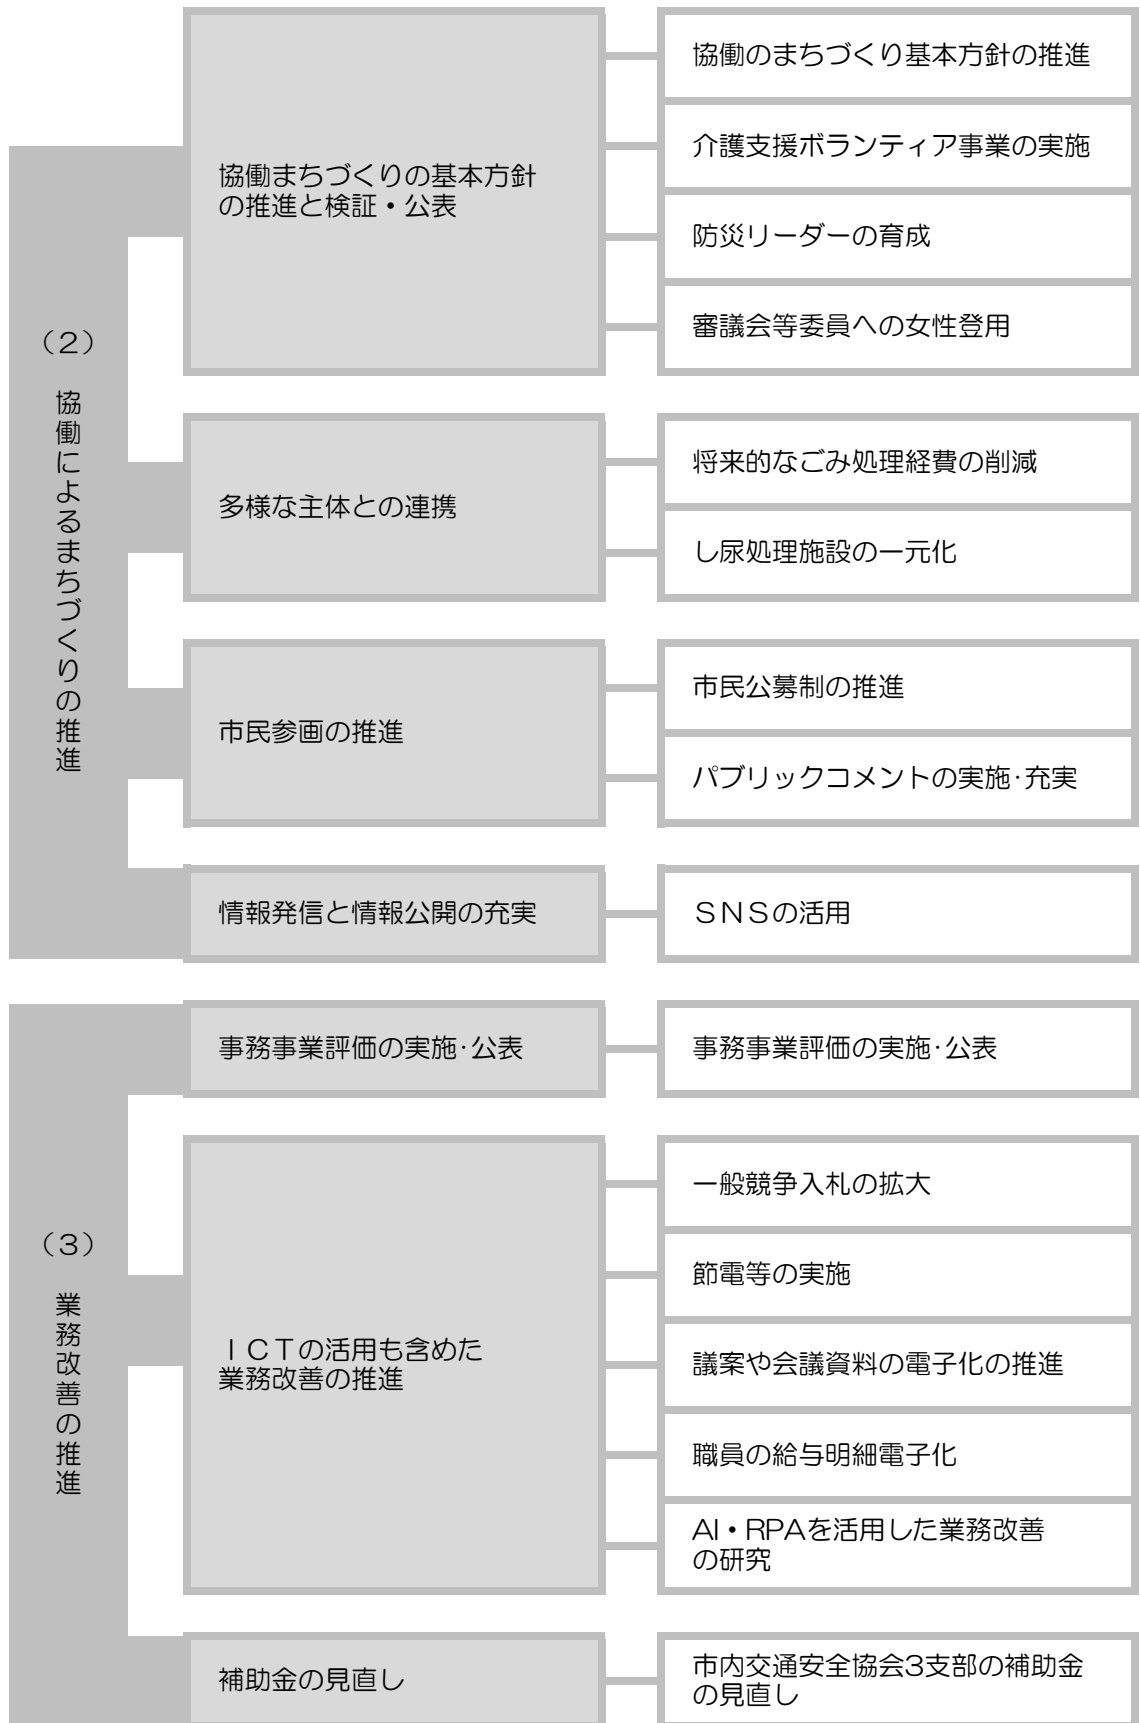 （２）
協働によるまちづくりの推進
協働まちづくりの基本方針
の推進と検証・公表
協働のまちづくり基本方針の推進
介護支援ボランティア事業の実施
防災リーダーの育成
審議会等委員への女性登用
多様な主体との連携
将来的なごみ処理経費の削減
し尿処理施設の一元化
市民参画の推進
市民公募制の推進
パブリックコメントの実施･充実
情報発信と情報公開の充実
ＳＮＳの活用
（３）
業務改善の推進
事務事業評価の実施･公表
事務事業評価の実施･公表
ＩＣＴの活用も含めた
業務改善の推進
一般競争入札の拡大
節電等の実施
議案や会議資料の電子化の推進
職員の給与明細電子化
AI・RPAを活用した業務改善
の研究
補助金の見直し
市内交通安全協会3支部の補助金
の見直し